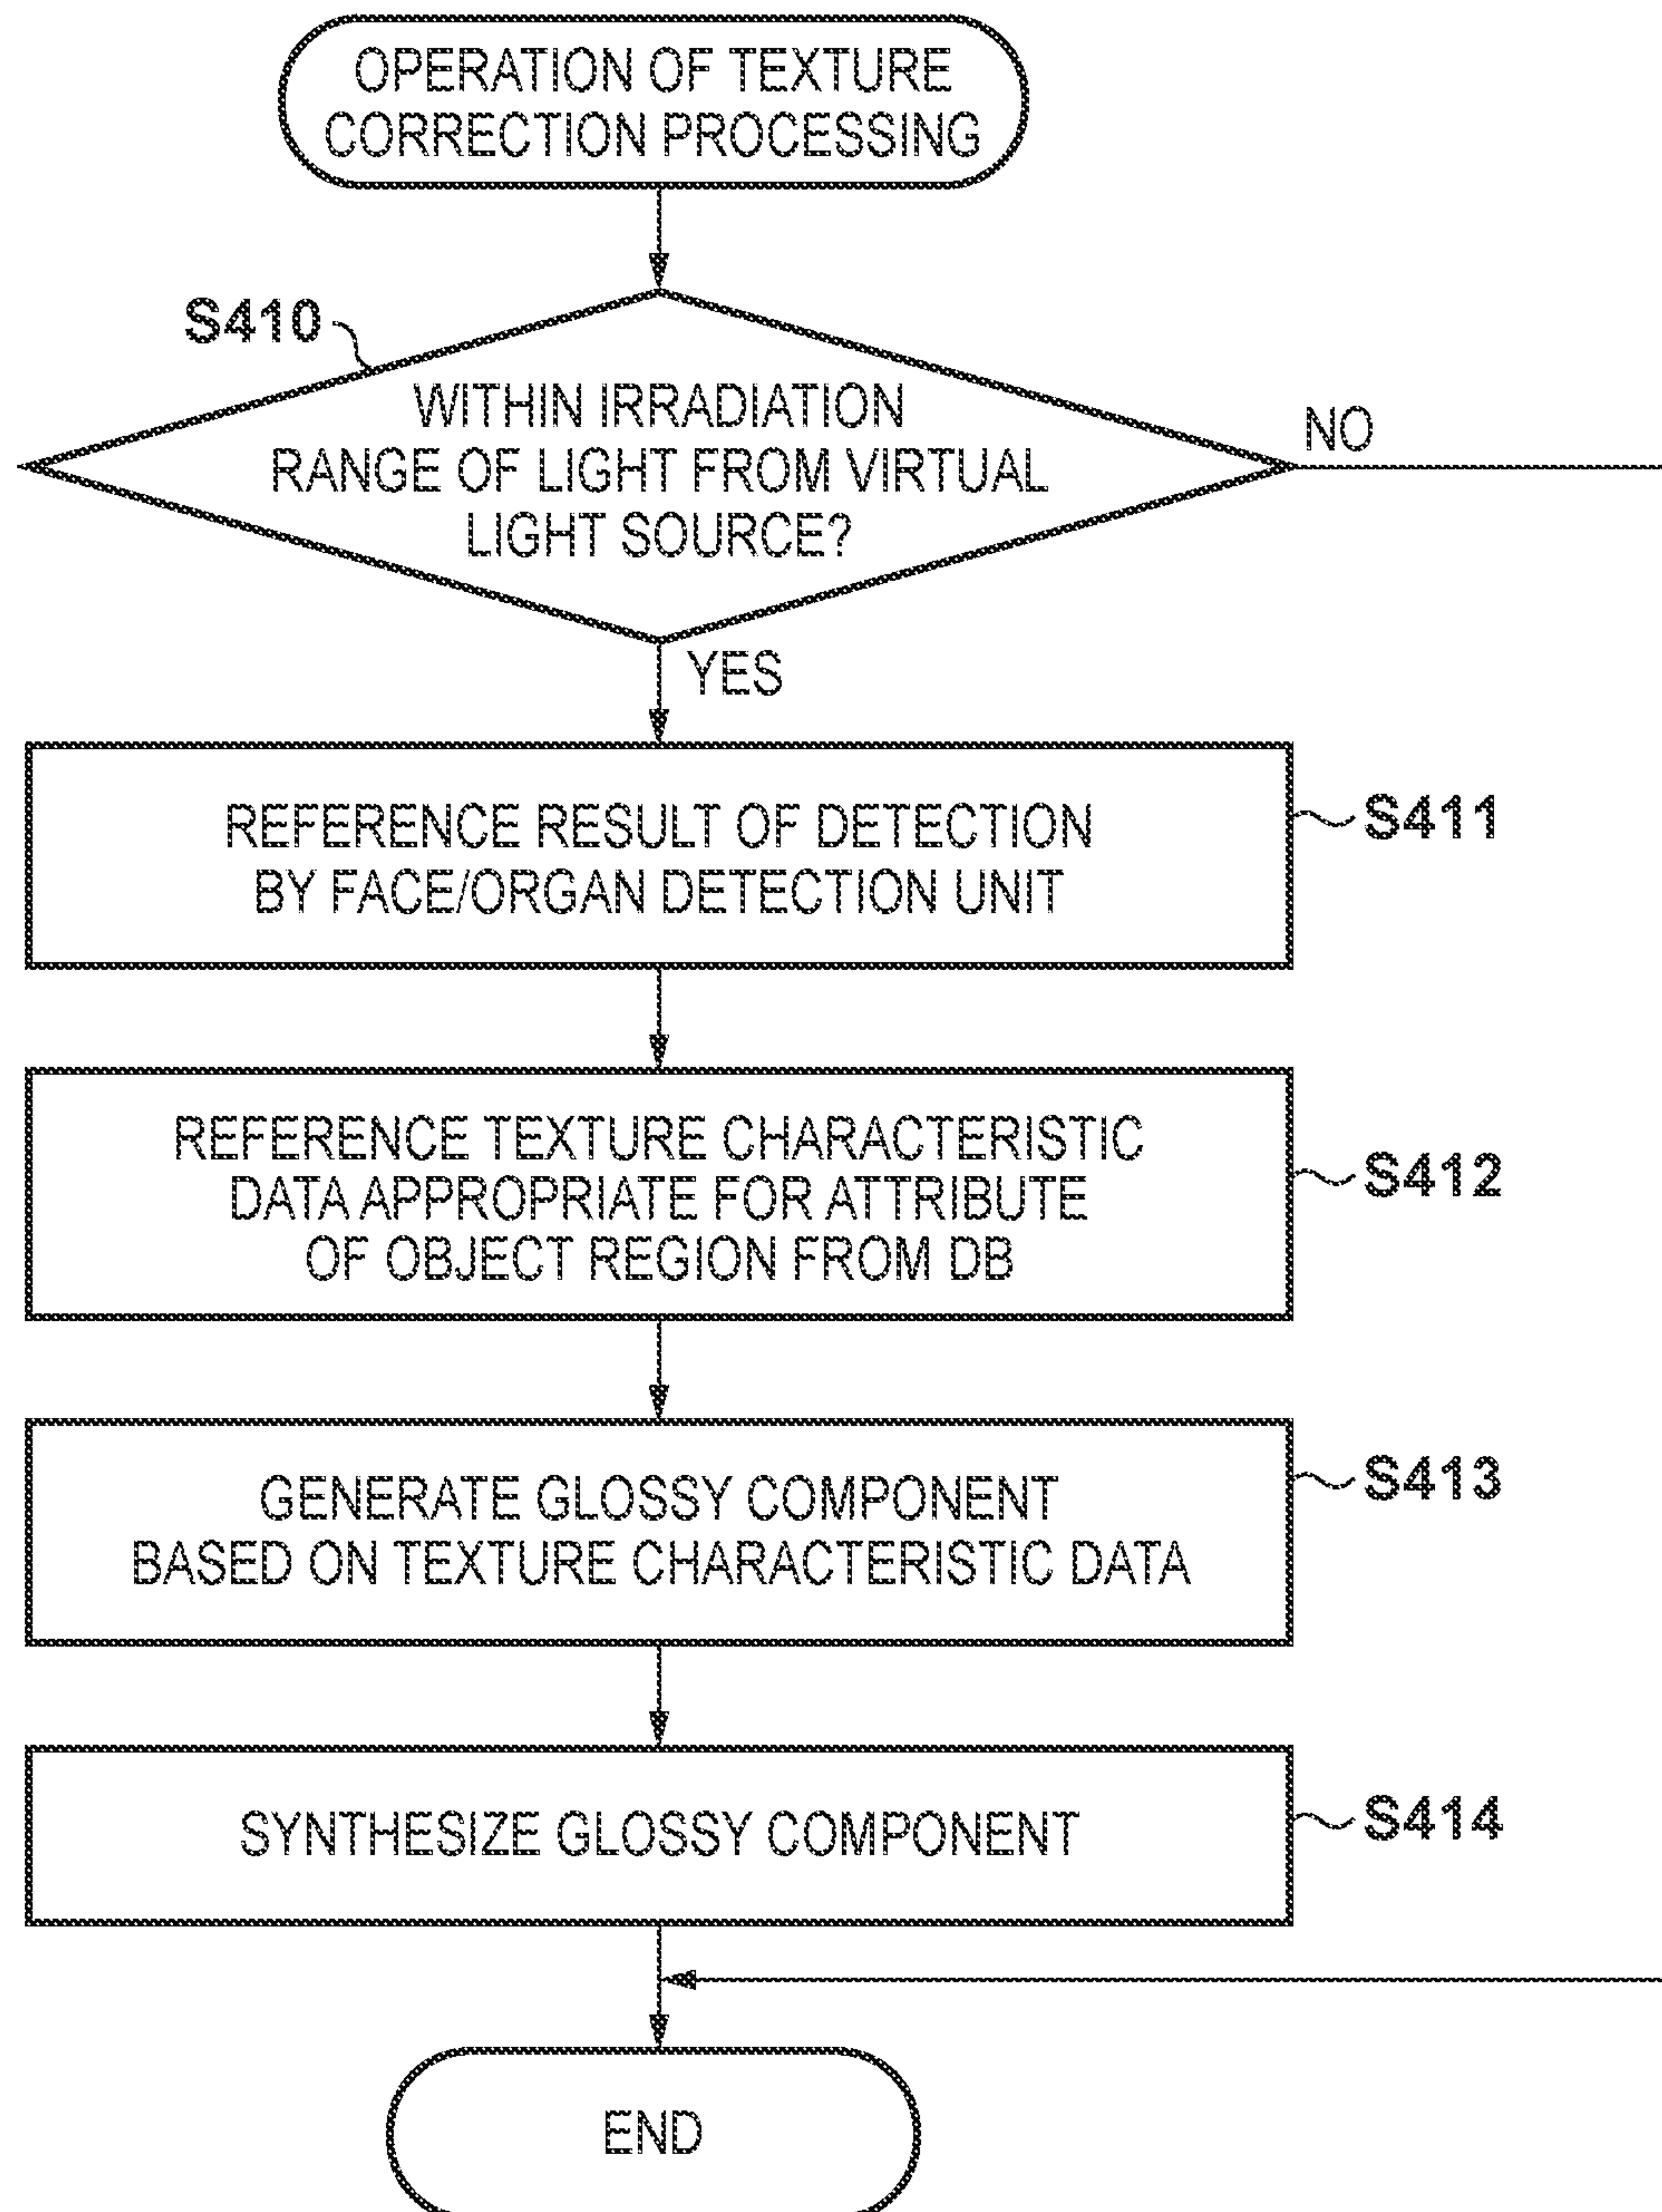 OPERATION OF TEXTURE
CORRECTION PROCESSING
S410
WITHIN IRRADIATION
RANGE OF LIGHT FROM VIRTUAL
LIGHT SOURCE?
NO
YES
REFERENCE RESULT OF DETECTION
BY FACE/ORGAN DETECTION UNIT
S411
REFERENCE TEXTURE CHARACTERISTIC
DATA APPROPRIATE FOR ATTRIBUTE
OF OBJECT REGION FROM DB
S412
GENERATE GLOSSY COMPONENT
BASED ON TEXTURE CHARACTERISTIC DATA
S413
SYNTHESIZE GLOSSY COMPONENT
S414
END